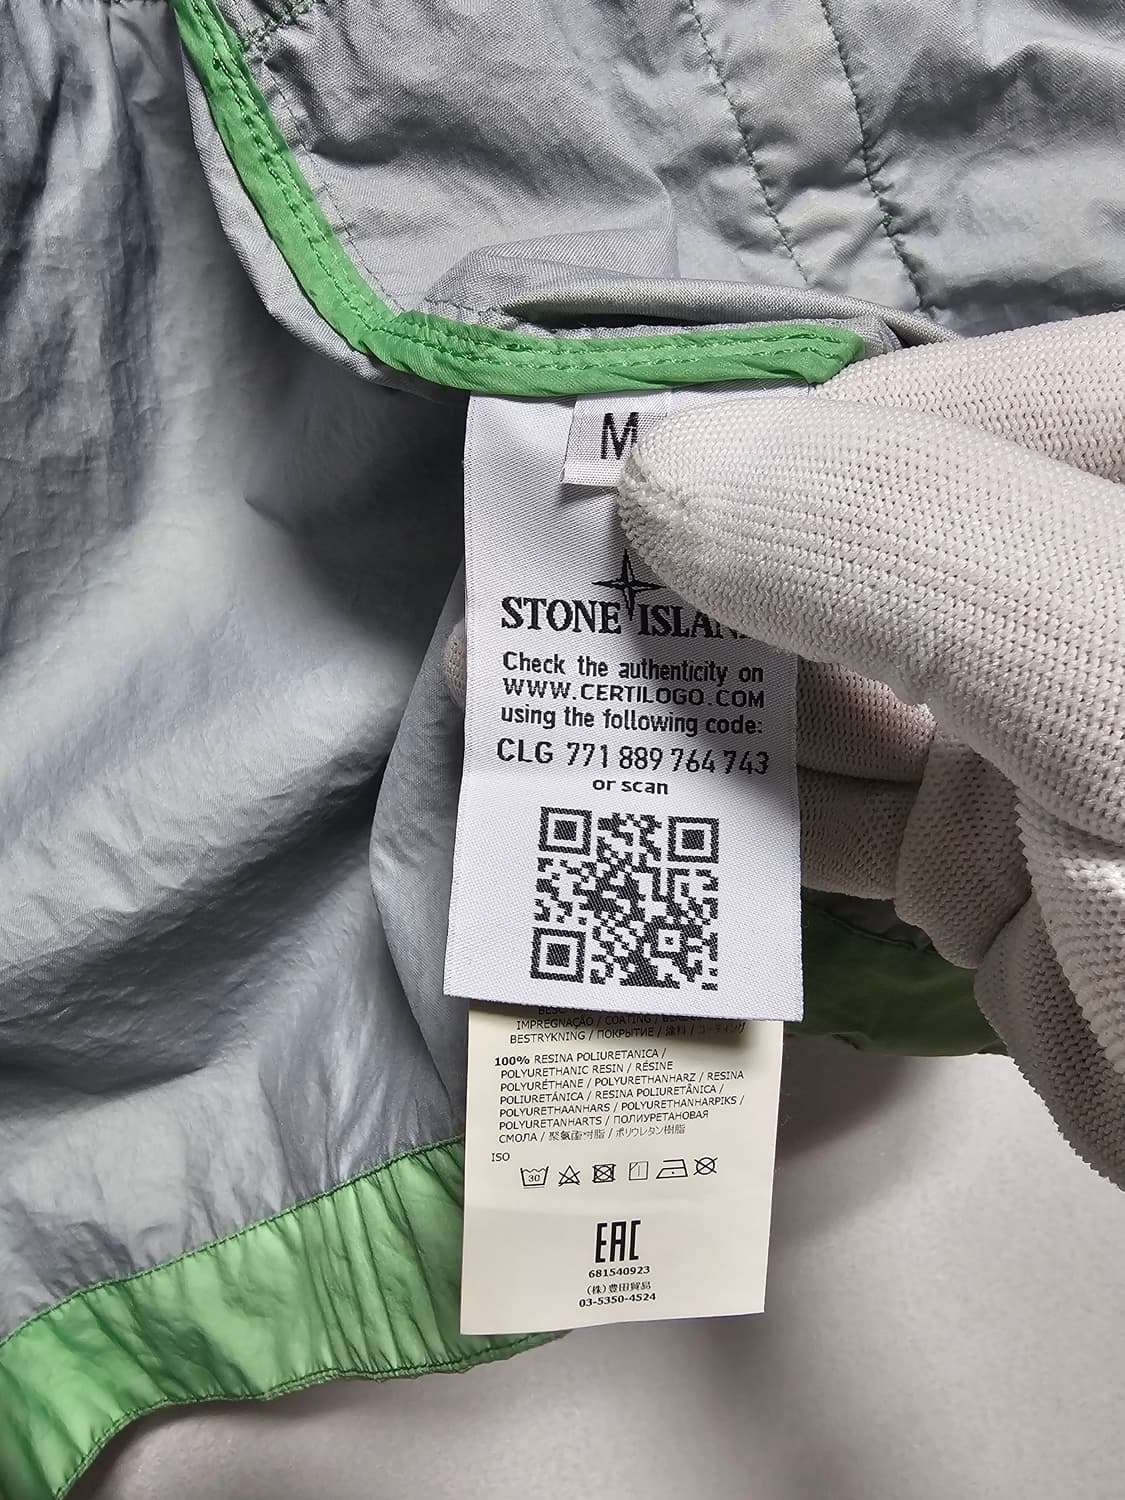 M
STONE ISLAN
Check the authenticity on
WWW.CERTILOGO.COM
using the following code:
CLG 771 889 764 743
or scan
IMPREGNAÇÃO / COATING /
BESTRYKNING / ПОКРЫТИЕ / 涂料 / コーティング
100% RESINA POLIURETANICA /
POLYURETHANIC RESIN / RÉSINE
POLYURÉTHANE / POLYURETHANHARZ / RESINA
POLIURETÁNICA / RESINA POLIURETÂNICA /
POLYURETHAANHARS / POLYURETHANHARPIKS /
POLYURETANHARTS / ПОЛИУРЕТАНОВАЯ
СМОЛА / 聚氨酯树脂 / ポリウレタン樹脂
ISO
30
EAC
681540923
(株)豊田貿易
03-5350-4524